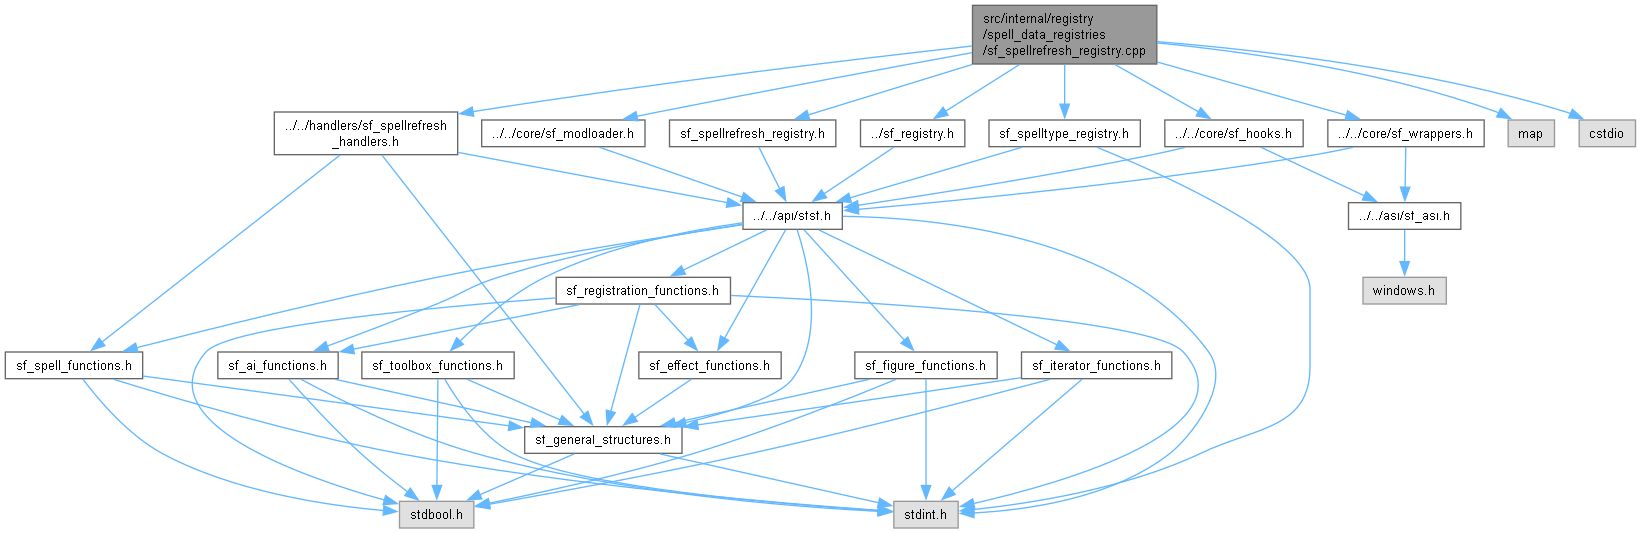 src/internal/registry
/spell_data_registries
/sf_spellrefresh_registry.cpp
../../handlers/sf_spellrefresh
_handlers.h
../../core/sf_modloader.h
sf_spellrefresh_registry.h
../sf_registry.h
sf_spelltype_registry.h
../../core/sf_hooks.h
../../core/sf_wrappers.h
map
cstdio
../../api/sfsf.h
../../asi/sf_asi.h
sf_registration_functions.h
windows.h
sf_spell_functions.h
sf_ai_functions.h
sf_toolbox_functions.h
sf_effect_functions.h
sf_figure_functions.h
sf_iterator_functions.h
sf_general_structures.h
stdbool.h
stdint.h